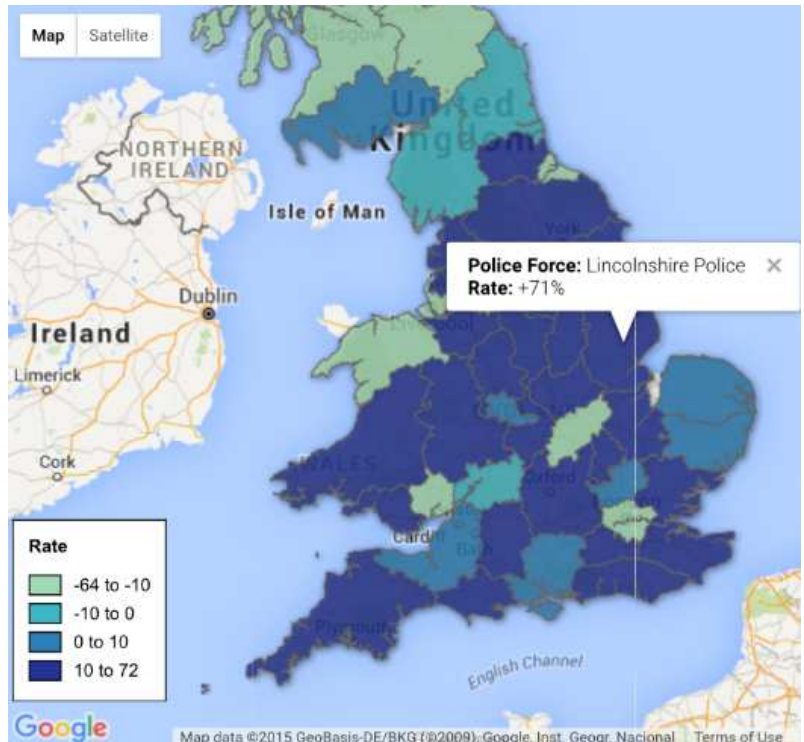 Map
Satellite
Glasgow
United
Kingdom
NORTHERN
IRELAND
Isle of Man
York
Police Force: Lincolnshire Police ×
Rate: +71%
Dublin
Liverpool
Ireland
Limerick
WALES
Oxford
Cork
London
Cardiff
Bath
Rate
-64 to -10
-10 to 0
0 to 10
10 to 72
Plymouth
English Channel
Google
Map data ©2015 GeoBasis-DE/BKG (©2009), Google, Inst. Geogr. Nacional
Terms of Use